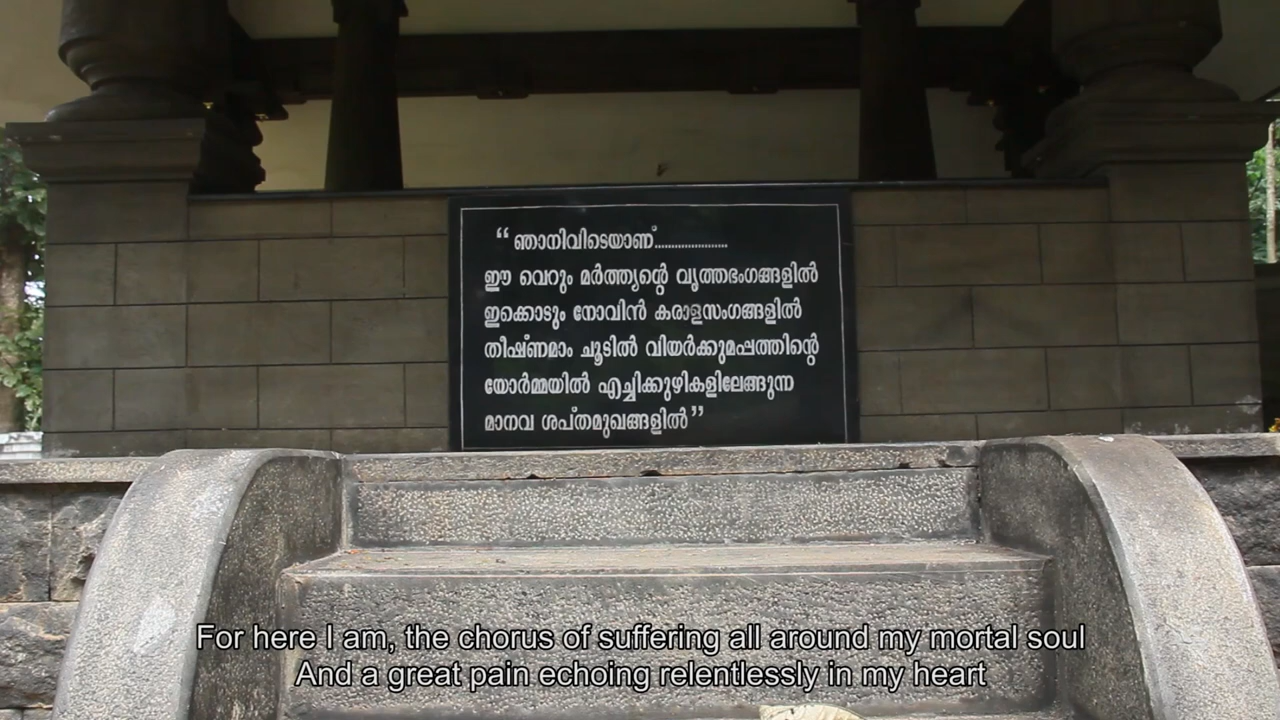 “ ഞാനിവിടെയാണ്......................
ഈ വെറും മർത്ത്യന്റെ വൃത്തഭംഗങ്ങളിൽ
ഇക്കൊടും നോവിൻ കരാളസംഗങ്ങളിൽ
തീഷ്ണമാം ചൂടിൽ വിയർക്കുമപ്പത്തിന്റെ
യോർമ്മയിൽ എച്ചിക്കുഴികളിലേങ്ങുന്ന
മാനവ ശപ്തമുഖങ്ങളിൽ”
For here I am, the chorus of suffering all around my mortal soul
And a great pain echoing relentlessly in my heart